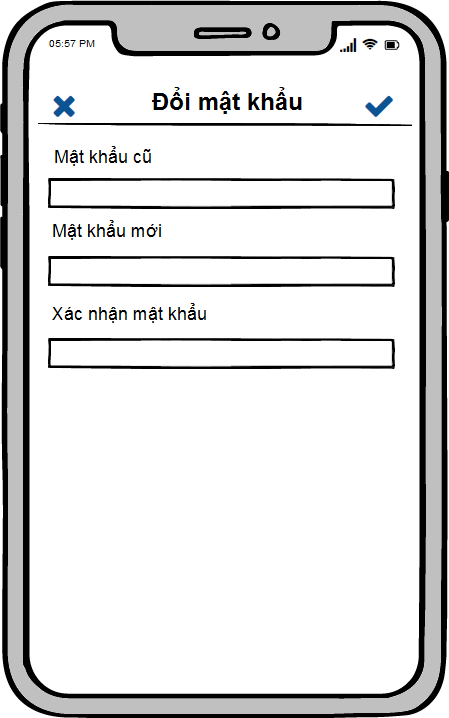 05:57 PM
Đổi mật khẩu
Mật khẩu cũ
Mật khẩu mới
Xác nhận mật khẩu